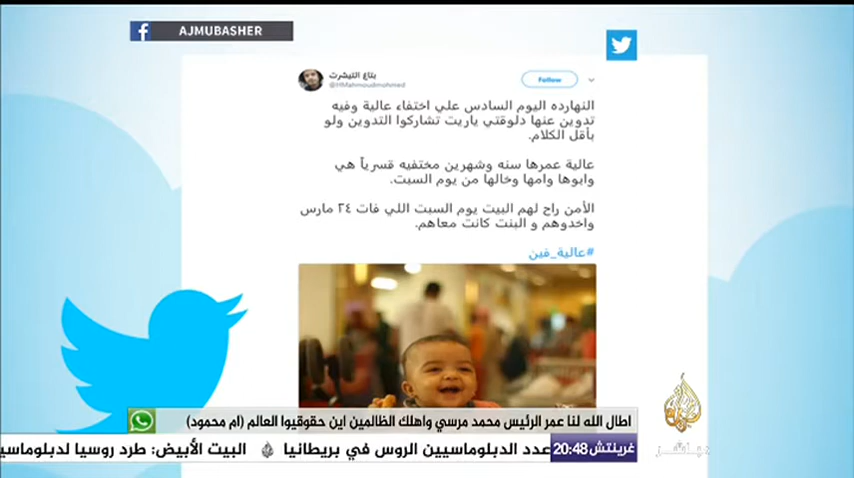 AJMUBASHER
بتاع التيشرت
@HMahmoudmohmed
Follow
النهارده اليوم السادس علي اختفاء عالية وفيه
تدوين عنها دلوقتي ياريت تشاركوا التدوين ولو
بأقل الكلام.
عالية عمرها سنه وشهرين مختفيه قسرياً هي
وابوها وامها وخالها من يوم السبت.
الأمن راح لهم البيت يوم السبت اللي فات ٢٤ مارس
واخدوهم و البنت كانت معاهم.
#عالية_فين
اطال الله لنا عمر الرئيس محمد مرسي واهلك الظالمين اين حقوقيوا العالم (ام محمود)
غرينتش 20:48
عدد الدبلوماسيين الروس في بريطانيا
البيت الأبيض: طرد روسيا لدبلوماسي